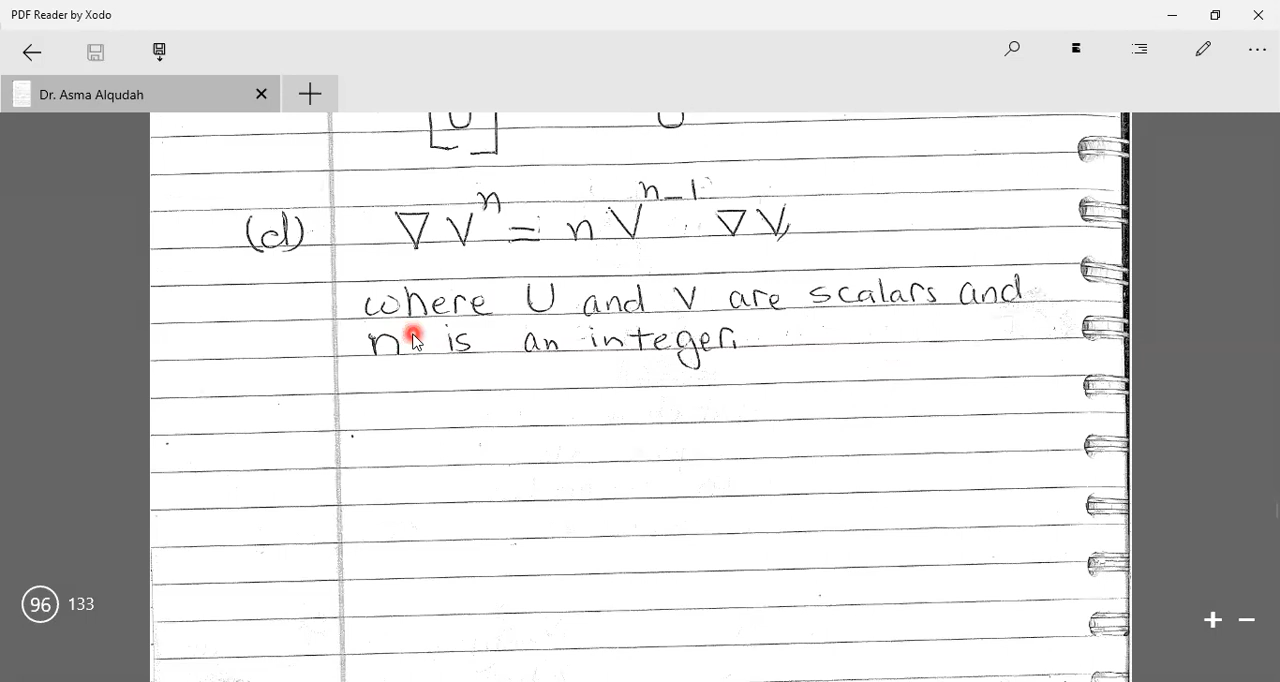 PDF Reader by Xodo
Dr. Asma Alqudah
[U] U
(d) ∇V^n = nV^{n-1} ∇V,
where U and V are scalars and
n is an integer.
96 133